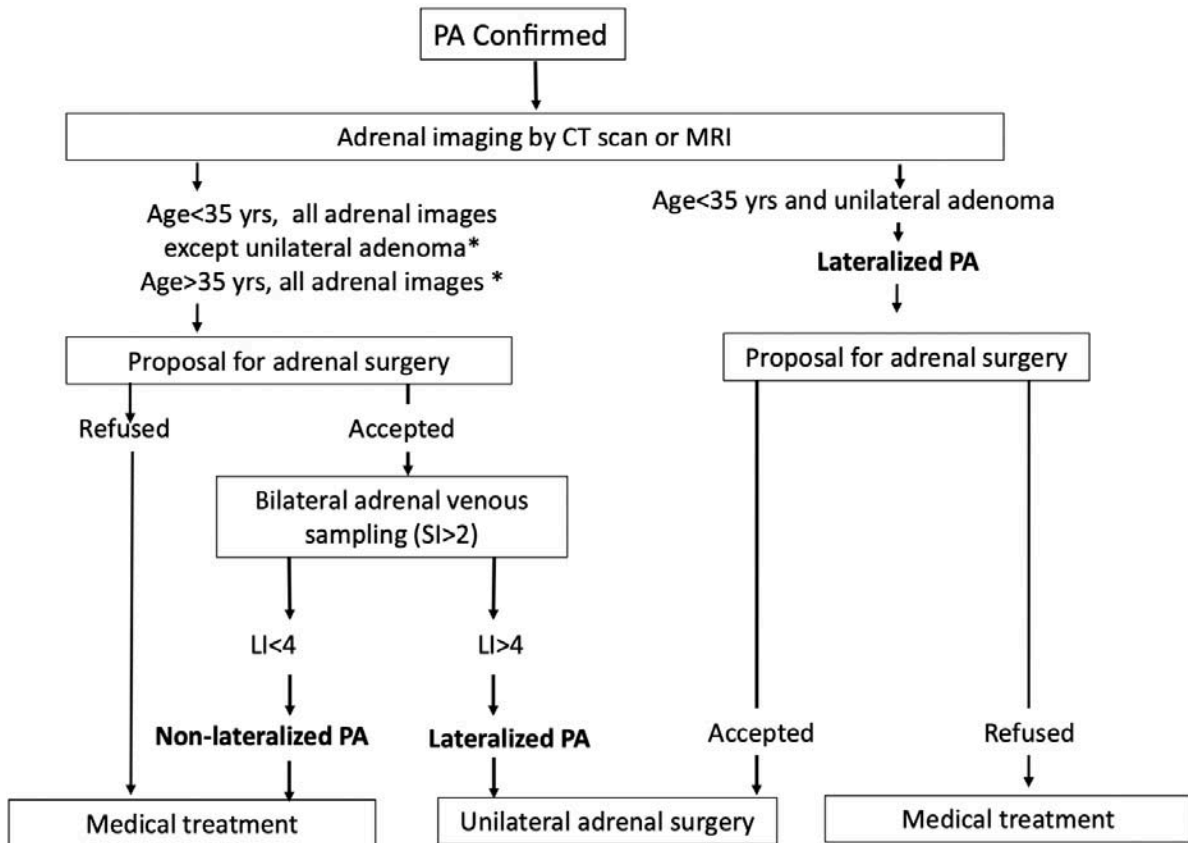 PA Confirmed
Adrenal imaging by CT scan or MRI
Age<35 yrs, all adrenal images
except unilateral adenoma*
Age>35 yrs, all adrenal images *
Age<35 yrs and unilateral adenoma
Lateralized PA
Proposal for adrenal surgery
Proposal for adrenal surgery
Refused
Accepted
Bilateral adrenal venous
sampling (SI>2)
LI<4
LI>4
Non-lateralized PA
Lateralized PA
Accepted
Refused
Medical treatment
Unilateral adrenal surgery
Medical treatment